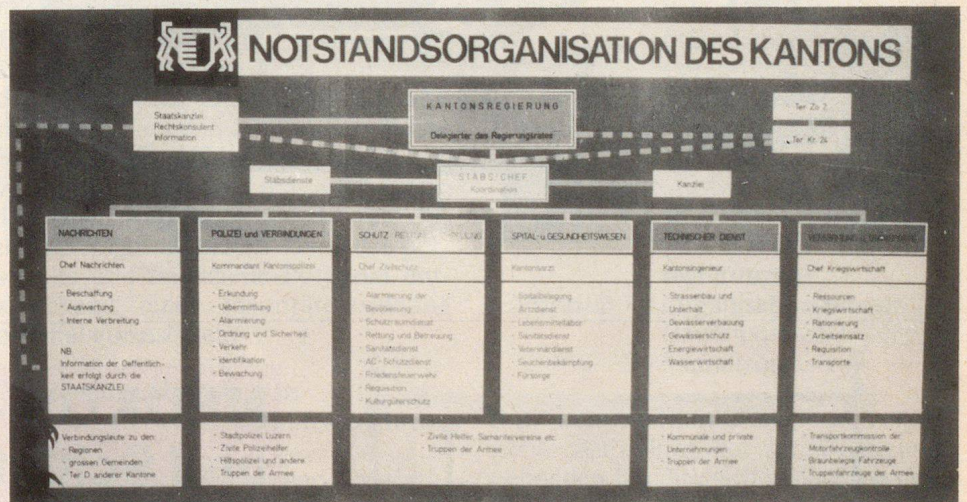 NOTSTANDSORGANISATION DES KANTONS
Staatskanzlei
Rechtskonsulent
Information
KANTONSREGIERUNG
Delegierter des Regierungsrates
Ter Zo 2
Ter Kr. 24
Stabsdienste
STABSCHEF
Koordination
Kanzlei
NACHRICHTEN
Chef Nachrichten
- Beschaffung
- Auswertung
- Interne Verbreitung
NB
Information der Oeffentlich-
keit erfolgt durch die
STAATSKANZLEI
Verbindungsleute zu den:
- Regionen
- grossen Gemeinden
- Ter D anderer Kantone
POLIZEI und VERBINDUNGEN
Kommandant Kantonspolizei
- Erkundung
- Uebermittlung
- Alarmierung
- Ordnung und Sicherheit
- Verkehr
- Identifikation
- Bewachung
- Stadtpolizei Luzern
- Zivile Polizeihelfer
- Hilfspolizei und andere
Truppen der Armee
SCHUTZ
Chef Zivilschutz
- Alarmierung der
Bevölkerung
- Schutzraumdienst
- Rettung und Betreuung
- Sanitätsdienst
- AC-Schutzdienst
- Friedensfeuerwehr
- Requisition
- Kulturgüterschutz
SPITAL- u. GESUNDHEITSWESEN
Kantonsarzt
- Spitalbelegung
- Arztdienst
- Lebensmittellabor
- Sanitätsdienst
- Veterinärdienst
- Seuchenbekämpfung
- Fürsorge
- Zivile Helfer, Samaritervereine etc.
- Truppen der Armee
TECHNISCHER DIENST
Kantonsingenieur
- Strassenbau und
Unterhalt
- Gewässerverbauung
- Gewässerschutz
- Energiewirtschaft
- Wasserwirtschaft
- Kommunale und private
Unternehmungen
- Truppen der Armee
Chef Kriegswirtschaft
- Ressourcen
Kriegswirtschaft
- Rationierung
- Arbeitseinsatz
- Requisition
- Transporte
- Transportkommission der
Motorfahrzeugkontrolle
- Blaubelegte Fahrzeuge
- Truppenfahrzeuge der Armee